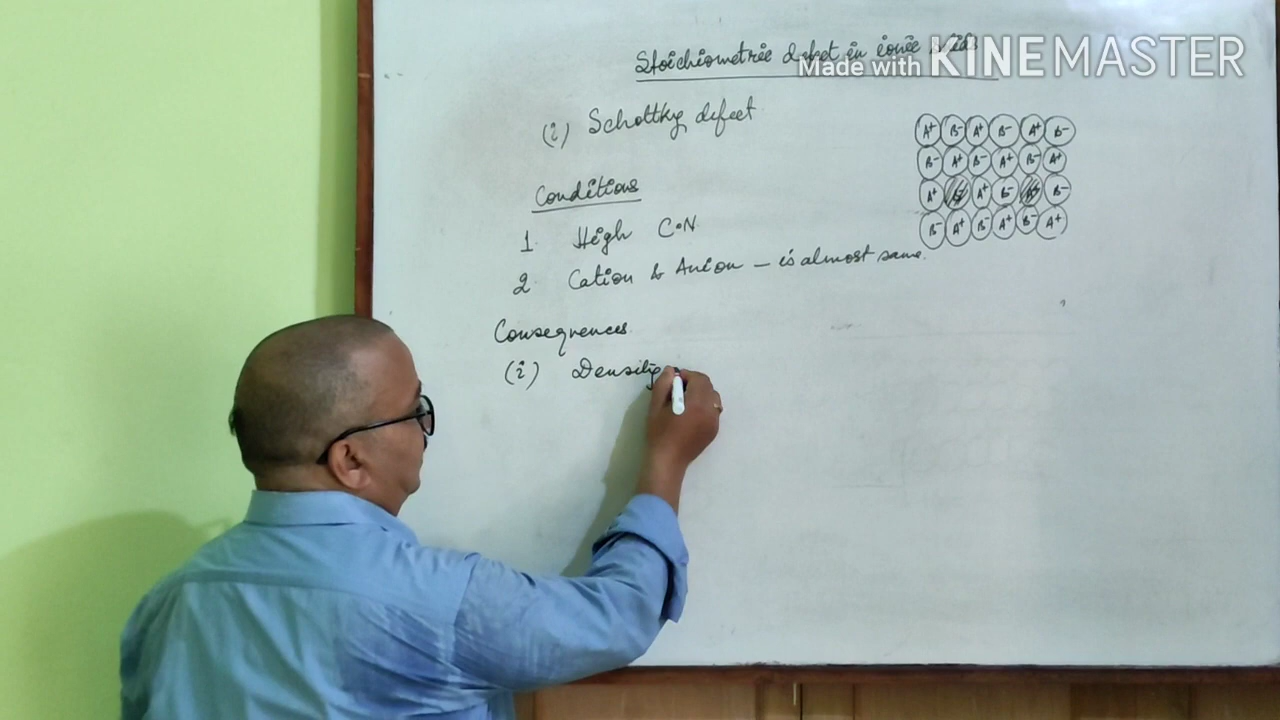 Stoichiometric defect in ionic solids
Made with KINEMASTER
(i) Schottky defect
A+ B- A+ B- A+ B-
B- A+ B- A+ B- A+
A+ A+ B- B-
B- A+ B- A+ B- A+
Conditions
1. High C.N
2. Cation & Anion – is almost same.
Consequences
(i) Density